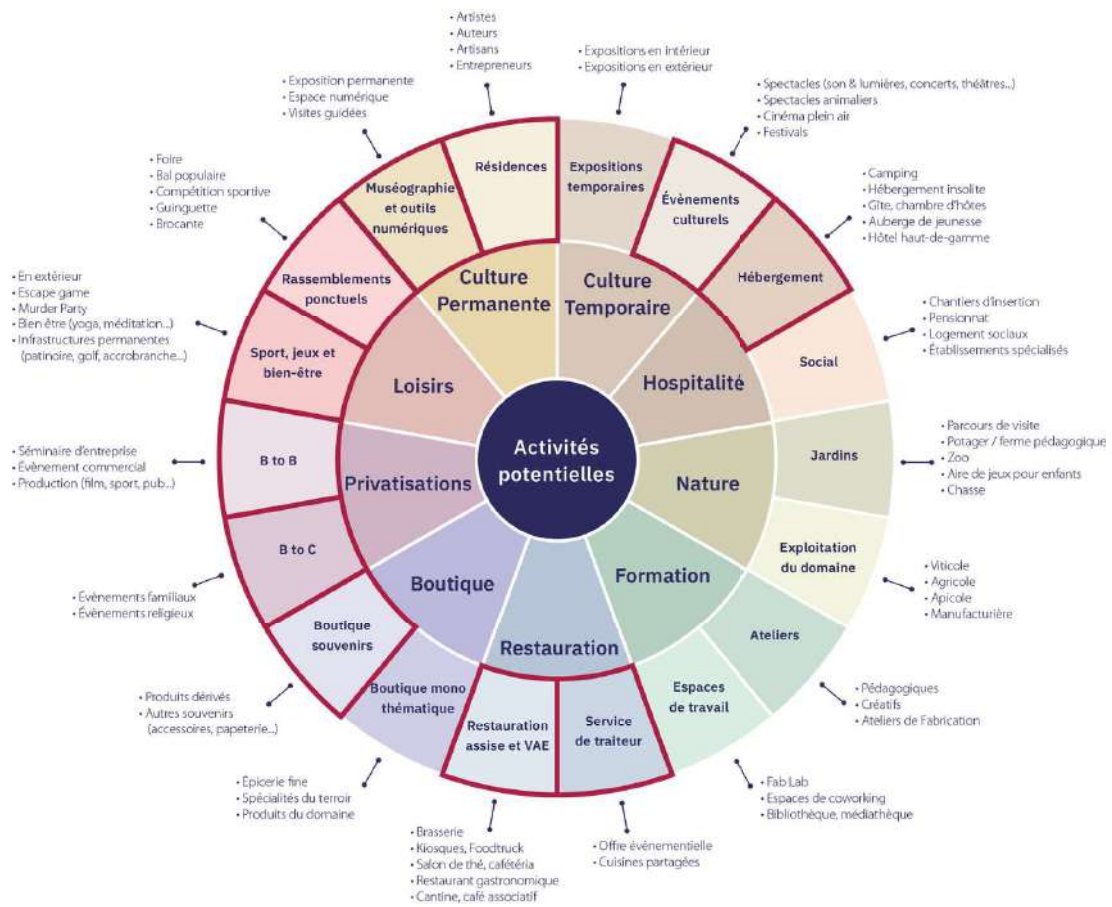 • Artistes
• Auteurs
• Artisans
• Entrepreneurs
• Expositions en intérieur
• Expositions en extérieur
• Exposition permanente
• Espace numérique
• Visites guidées
• Spectacles (son & lumières, concerts, théâtres...)
• Spectacles animaliers
• Cinéma plein air
• Festivals
• Foire
• Bal populaire
• Compétition sportive
• Guinguette
• Brocante
• Camping
• Hébergement insolite
• Gîte, chambre d'hôtes
• Auberge de jeunesse
• Hôtel haut-de-gamme
• En extérieur
• Escape game
• Murder Party
• Bien être (yoga, méditation...)
• Infrastructures permanentes
(patinoire, golf, accrobranche...)
• Chantiers d'insertion
• Pensionnat
• Logement sociaux
• Établissements spécialisés
• Séminaire d'entreprise
• Évènement commercial
• Production (film, sport, pub...)
• Parcours de visite
• Potager / ferme pédagogique
• Zoo
• Aire de jeux pour enfants
• Chasse
• Évènements familiaux
• Évènements religieux
• Viticole
• Agricole
• Apicole
• Manufacturière
• Produits dérivés
• Autres souvenirs
(accessoires, papeterie...)
• Pédagogiques
• Créatifs
• Ateliers de Fabrication
• Épicerie fine
• Spécialités du terroir
• Produits du domaine
• Fab Lab
• Espaces de coworking
• Bibliothèque, médiathèque
• Brasserie
• Kiosques, Foodtruck
• Salon de thé, cafétéria
• Restaurant gastronomique
• Cantine, café associatif
• Offre évènementielle
• Cuisines partagées
Résidences
Expositions
temporaires
Muséographie
et outils
numériques
Évènements
culturels
Rassemblements
ponctuels
Hébergement
Sport, jeux et
bien-être
Social
B to B
Jardins
B to C
Exploitation
du domaine
Boutique
souvenirs
Ateliers
Boutique mono
thématique
Restauration
assise et VAE
Service
de traiteur
Espaces
de travail
Culture
Permanente
Culture
Temporaire
Loisirs
Hospitalité
Privatisations
Nature
Boutique
Formation
Restauration
Activités
potentielles